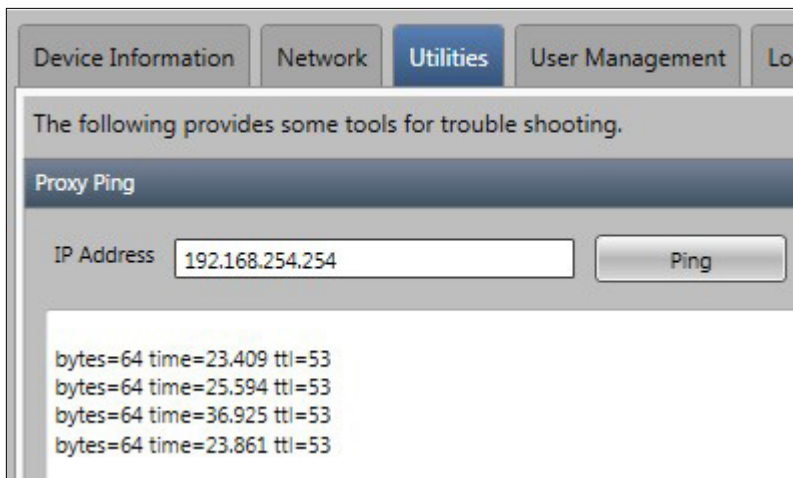 Device Information Network Utilities User Management Lo
The following provides some tools for trouble shooting.
Proxy Ping
IP Address 192.168.254.254 Ping
bytes=64 time=23.409 ttl=53
bytes=64 time=25.594 ttl=53
bytes=64 time=36.925 ttl=53
bytes=64 time=23.861 ttl=53